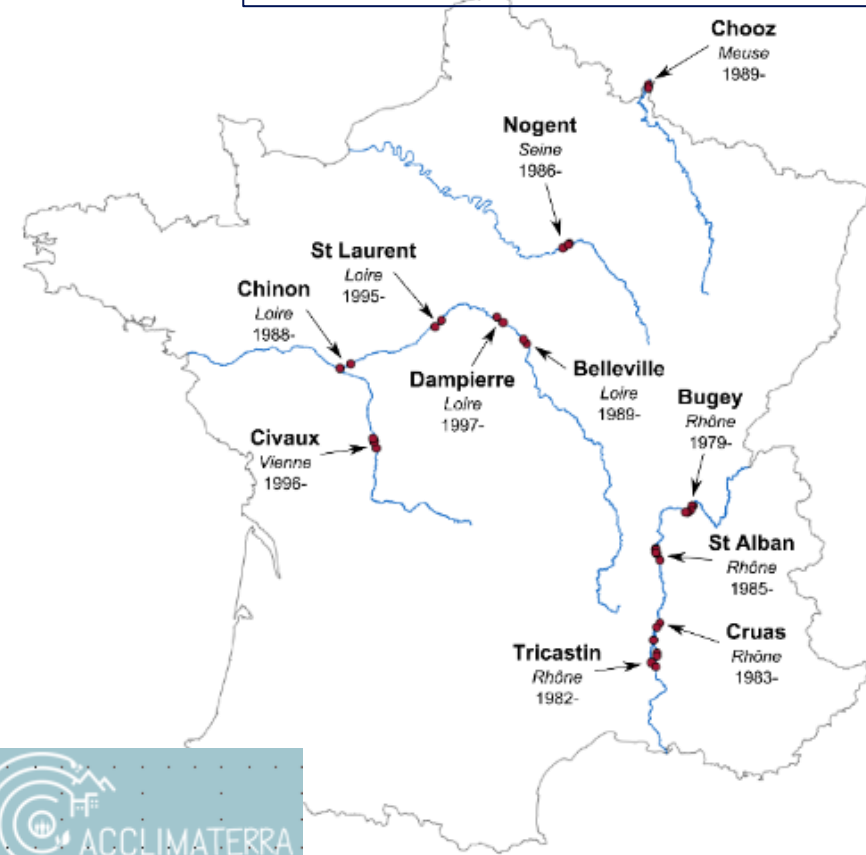 Chooz
Meuse
1989-
Nogent
Seine
1986-
St Laurent
Loire
1995-
Chinon
Loire
1988-
Dampierre
Loire
1997-
Belleville
Loire
1989-
Bugey
Rhône
1979-
Civaux
Vienne
1996-
St Alban
Rhône
1985-
Cruas
Rhône
1983-
Tricastin
Rhône
1982-
ACCLIMATERRA